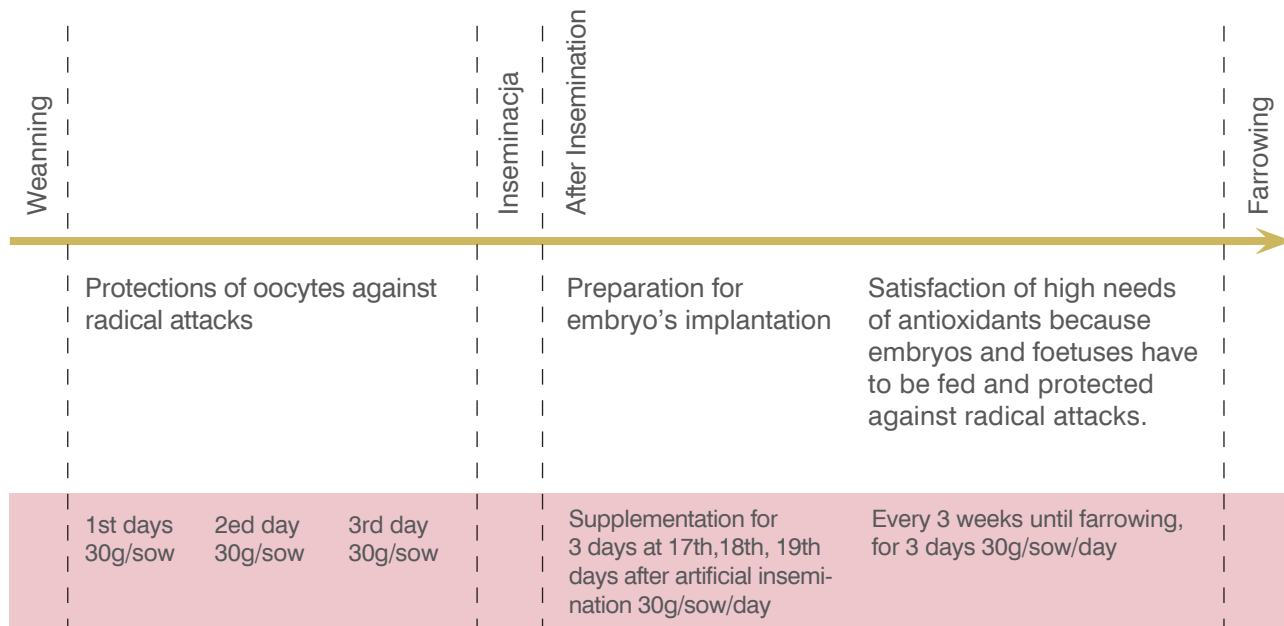 Weanning
Inseminacja
After Insemination
Farrowing
Protections of oocytes against
radical attacks
Preparation for
embryo's implantation
Satisfaction of high needs
of antioxidants because
embryos and foetuses have
to be fed and protected
against radical attacks.
1st days
30g/sow
2ed day
30g/sow
3rd day
30g/sow
Supplementation for
3 days at 17th,18th, 19th
days after artificial insemi-
nation 30g/sow/day
Every 3 weeks until farrowing,
for 3 days 30g/sow/day